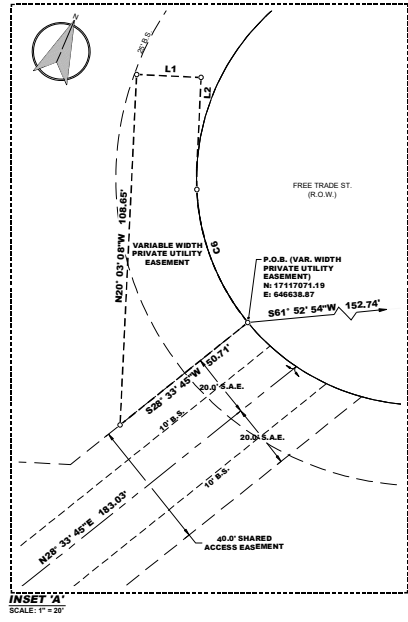 N
25' B.S.
L1
L2
FREE TRADE ST.
(R.O.W.)
N20° 03' 08"W 108.65'
VARIABLE WIDTH
PRIVATE UTILITY
EASEMENT
C6
P.O.B. (VAR. WIDTH
PRIVATE UTILITY
EASEMENT)
N: 17117071.19
E: 646638.87
S61° 52' 54"W 152.74'
S28° 33' 45"W 50.71'
20.0' S.A.E.
10' B.S.
20.0' S.A.E.
10' B.S.
N28° 33' 45"E 183.03'
40.0' SHARED
ACCESS EASEMENT
INSET 'A'
SCALE: 1" = 20'